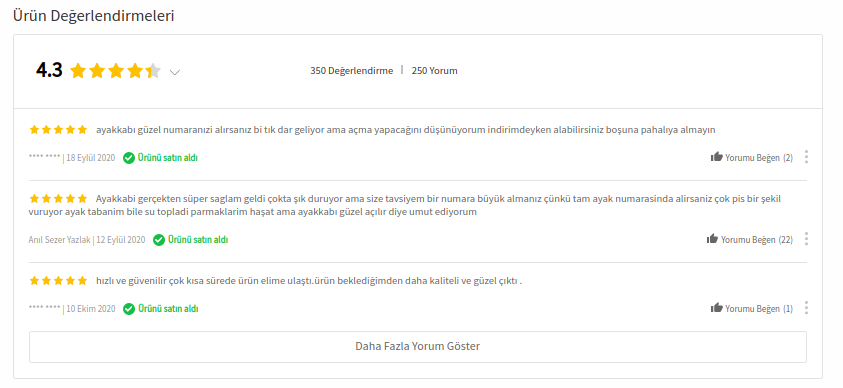 Ürün Değerlendirmeleri
4.3
350 Değerlendirme | 250 Yorum
ayakkabı güzel numaranızi alırsanız bi tık dar geliyor ama açma yapacağını düşünüyorum indirimdeyken alabilirsiniz boşuna pahalıya almayın
**** **** | 18 Eylül 2020 Ürünü satın aldı Yorumu Beğen (2)
Ayakkabi gerçekten süper saglam geldi çokta şık duruyor ama size tavsiyem bir numara büyük almanız çünkü tam ayak numarasinda alirsaniz çok pis bir şekil
vuruyor ayak tabanim bile su topladi parmaklarim haşat ama ayakkabı güzel açılır diye umut ediyorum
Anıl Sezer Yazlak | 12 Eylül 2020 Ürünü satın aldı Yorumu Beğen (22)
hızlı ve güvenilir çok kısa sürede ürün elime ulaştı.ürün beklediğimden daha kaliteli ve güzel çıktı .
**** **** | 10 Ekim 2020 Ürünü satın aldı Yorumu Beğen (1)
Daha Fazla Yorum Göster